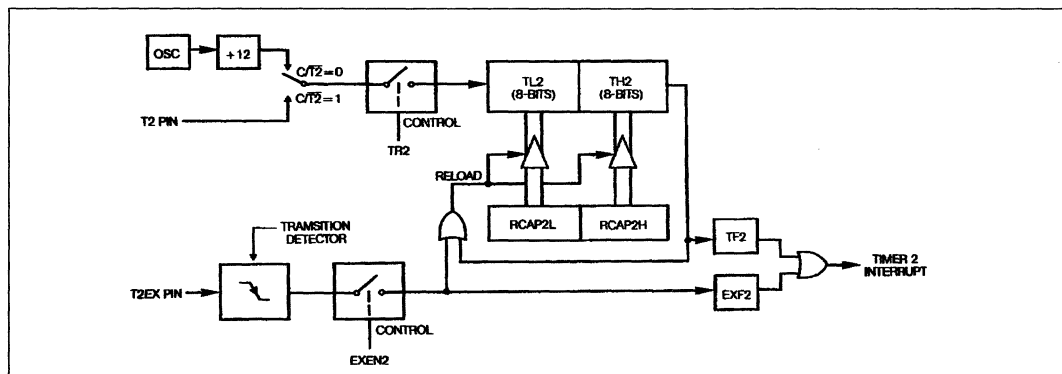 OSC
÷12
C/T2=0
C/T2=1
T2 PIN
CONTROL
TR2
TL2
(8-BITS)
TH2
(8-BITS)
RELOAD
RCAP2L
RCAP2H
TRAMSITION
DETECTOR
T2EX PIN
CONTROL
EXEN2
TF2
EXF2
TIMER 2
INTERRUPT